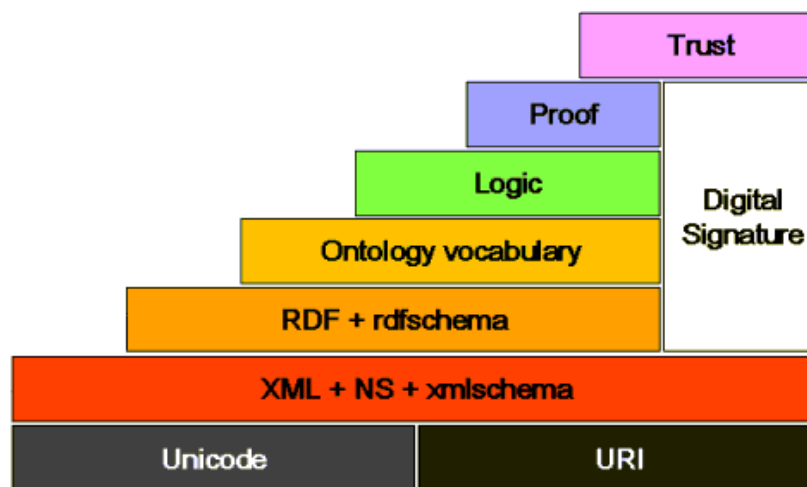 Trust
Proof
Logic
Digital
Signature
Ontology vocabulary
RDF + rdfschema
XML + NS + xmlschema
Unicode
URI